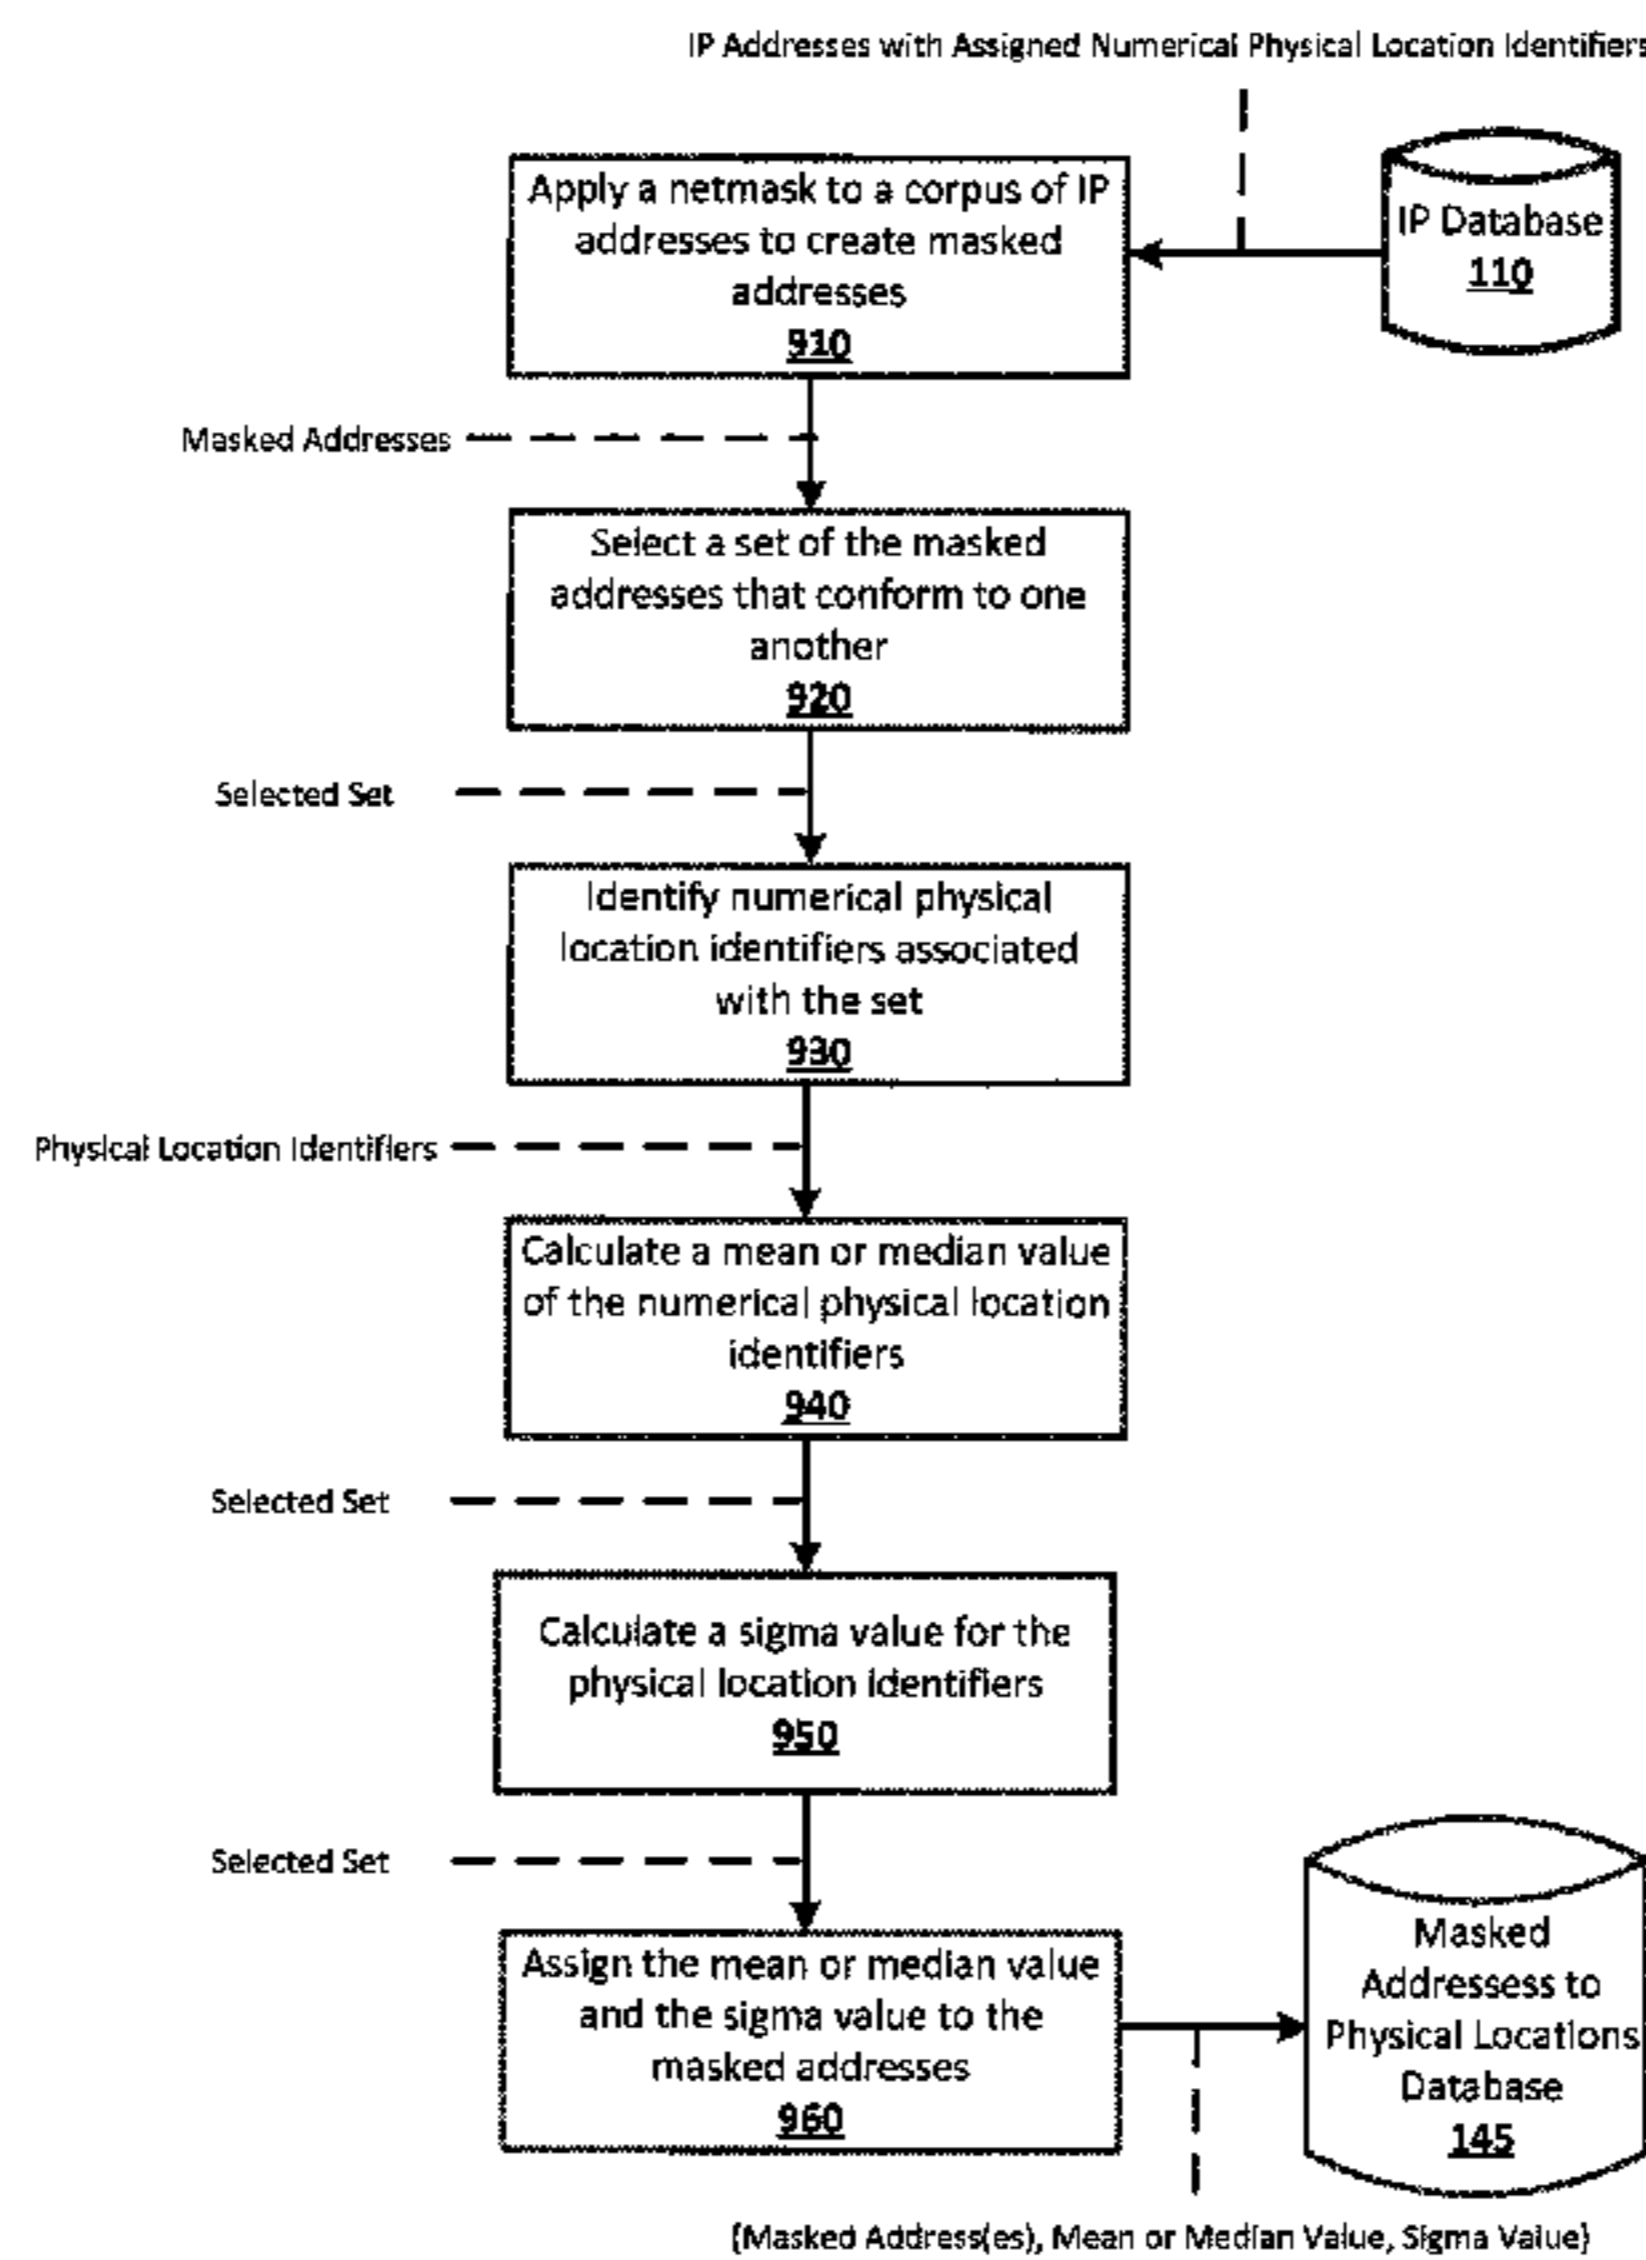 IP Addresses with Assigned Numerical Physical Location Identifiers
Apply a netmask to a corpus of IP
addresses to create masked
addresses
910
IP Database
110
Masked Addresses
Select a set of the masked
addresses that conform to one
another
920
Selected Set
Identify numerical physical
location identifiers associated
with the set
930
Physical Location Identifiers
Calculate a mean or median value
of the numerical physical location
identifiers
940
Selected Set
Calculate a sigma value for the
physical location identifiers
950
Selected Set
Assign the mean or median value
and the sigma value to the
masked addresses
960
Masked
Addressess to
Physical Locations
Database
145
{Masked Address(es), Mean or Median Value, Sigma Value}